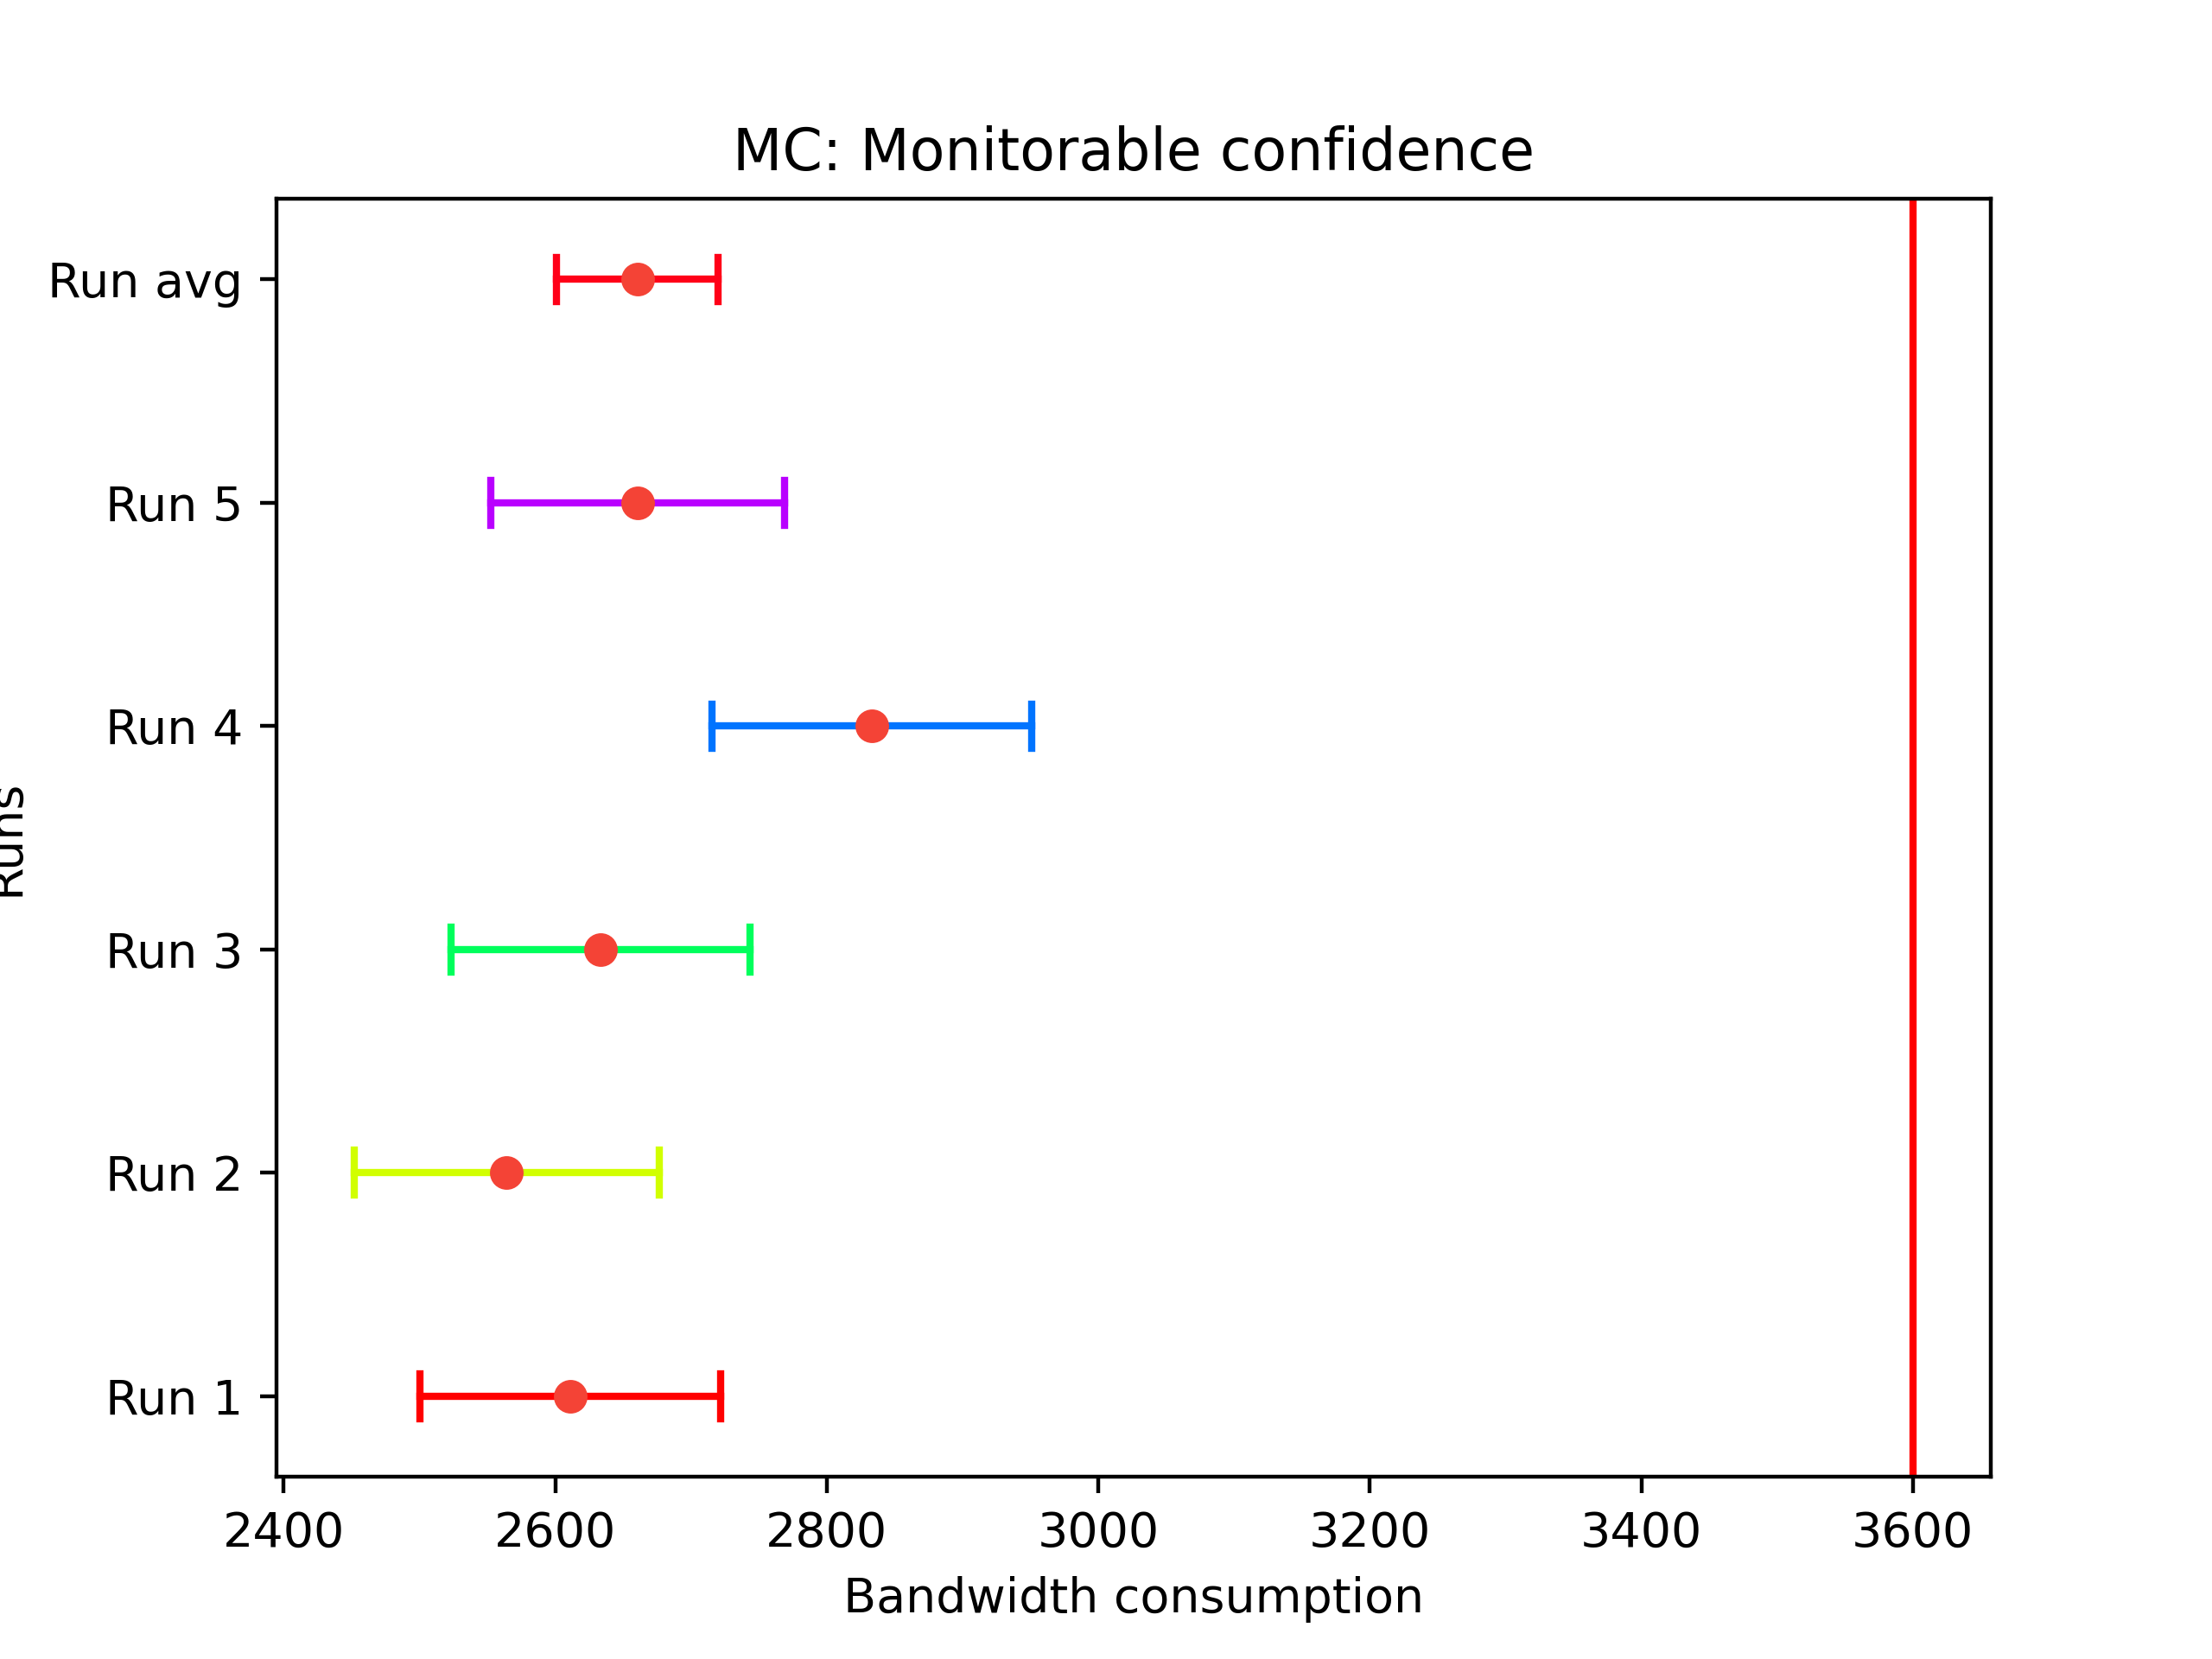 MC: Monitorable confidence
Run avg
Run 5
Run 4
Run 3
Run 2
Run 1
Runs
2400 2600 2800 3000 3200 3400 3600
Bandwidth consumption